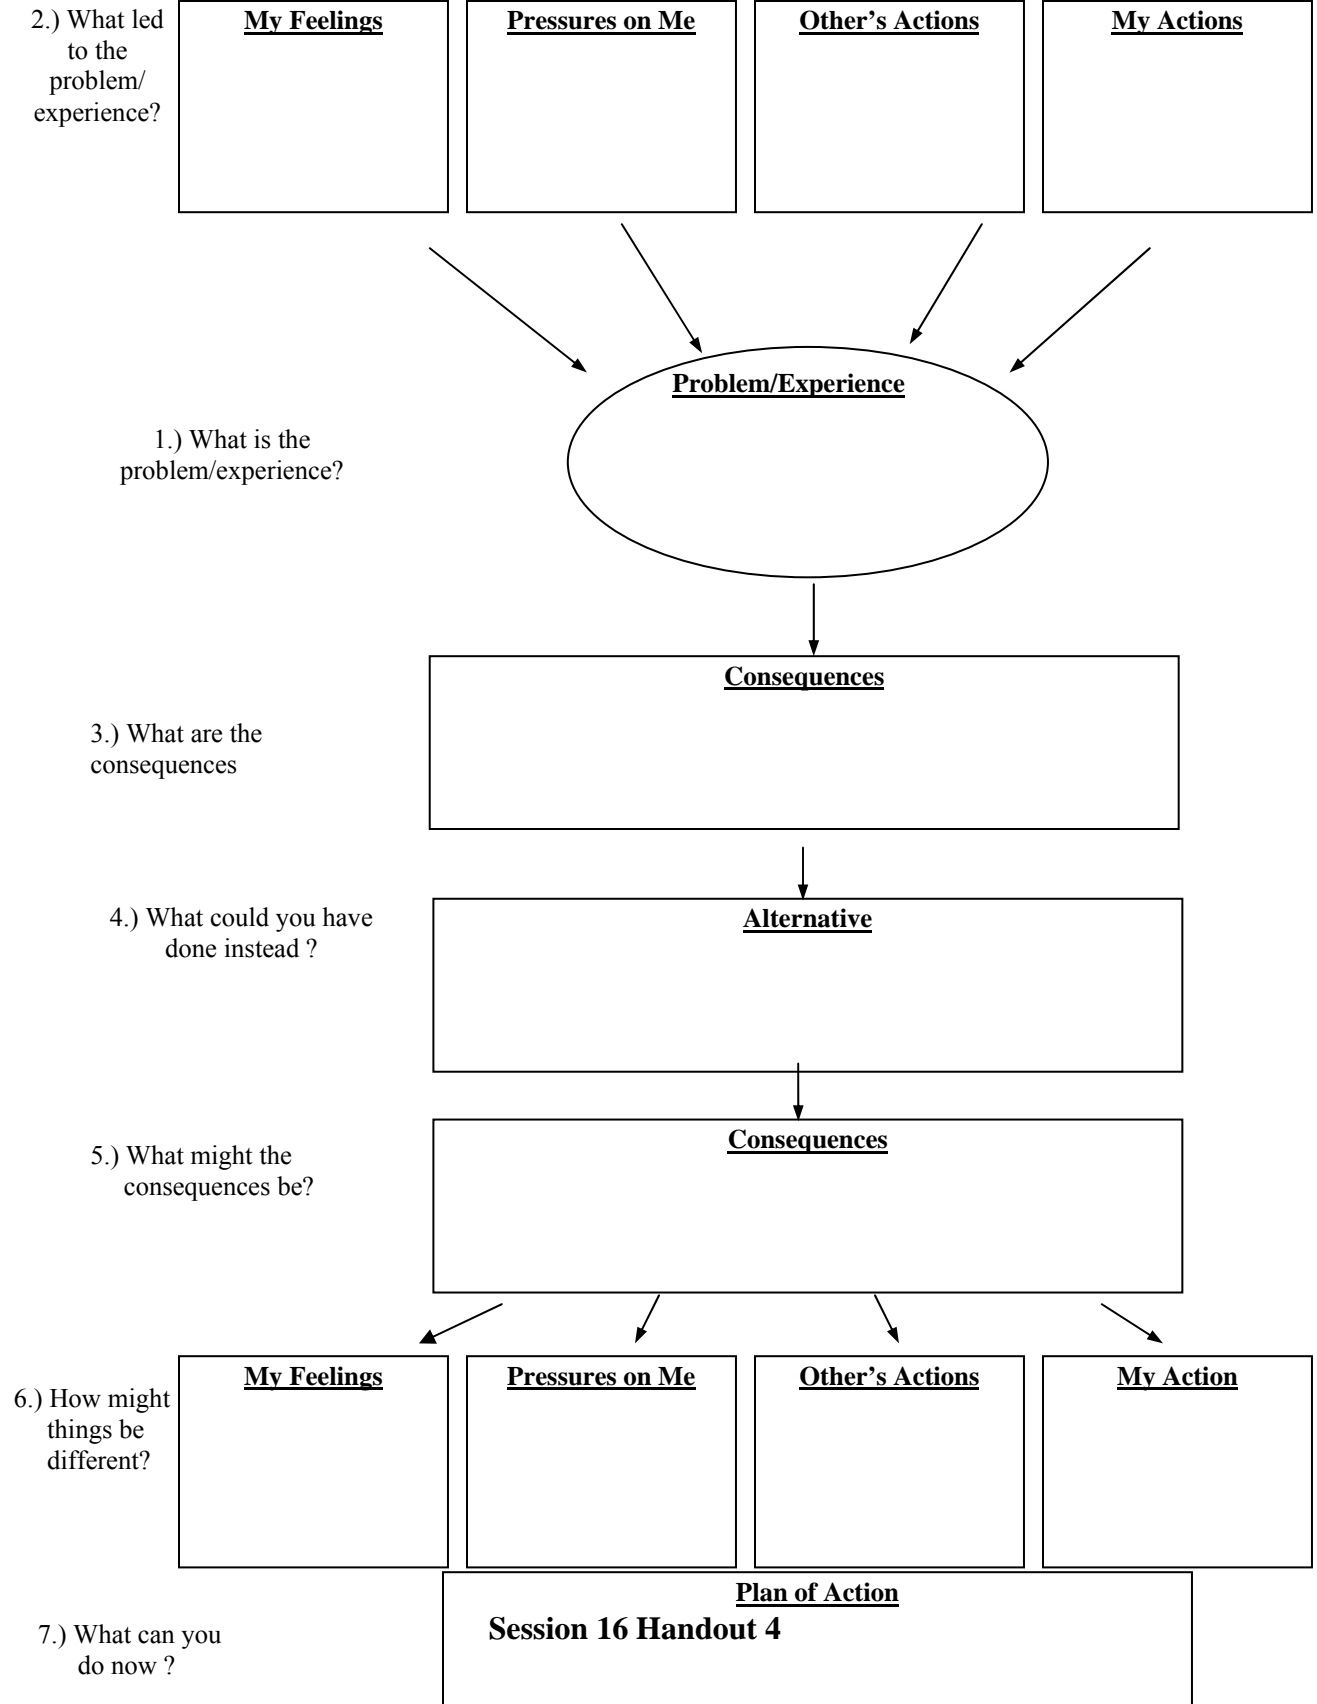 2.) What led
to the
problem/
experience?
My Feelings
Pressures on Me
Other’s Actions
My Actions
Problem/Experience
1.) What is the
problem/experience?
Consequences
3.) What are the
consequences
4.) What could you have
done instead ?
Alternative
Consequences
5.) What might the
consequences be?
My Feelings
Pressures on Me
Other’s Actions
My Action
6.) How might
things be
different?
Plan of Action
Session 16 Handout 4
7.) What can you
do now ?